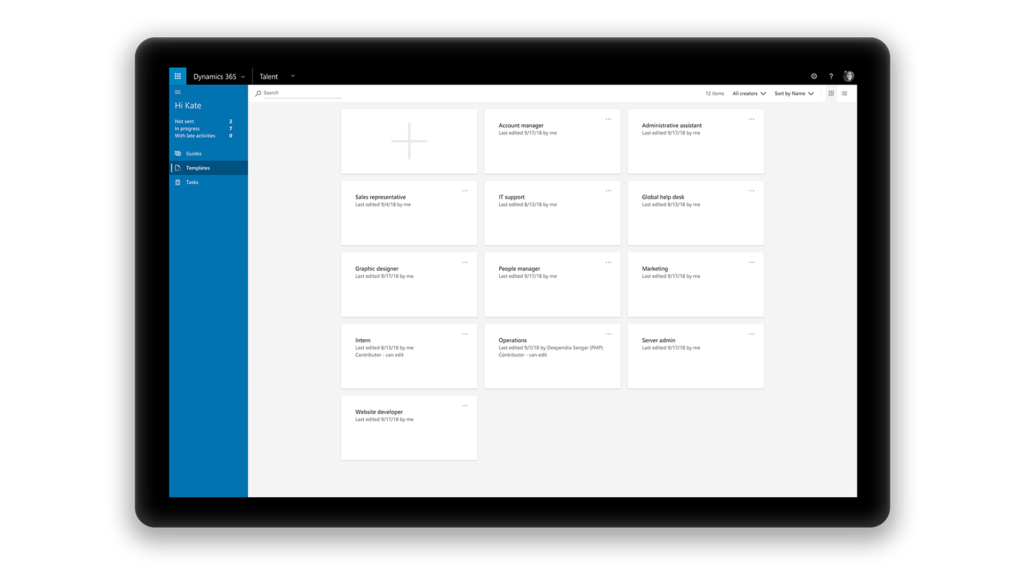 Dynamics 365
Talent
?
Hi Kate
Not sent 2
In progress 7
With late activities 0
Guides
Templates
Tasks
Search
12 items
All creators
Sort by Name
Account manager
Last edited 9/17/18 by me
Administrative assistant
Last edited 9/17/18 by me
Sales representative
Last edited 9/4/18 by me
IT support
Last edited 8/13/18 by me
Global help desk
Last edited 8/13/18 by me
Graphic designer
Last edited 9/17/18 by me
People manager
Last edited 9/17/18 by me
Marketing
Last edited 9/17/18 by me
Intern
Last edited 8/13/18 by me
Contributor - can edit
Operations
Last edited 9/7/18 by Deependra Sengar (PMP)
Contributor - can edit
Server admin
Last edited 9/17/18 by me
Website developer
Last edited 9/17/18 by me